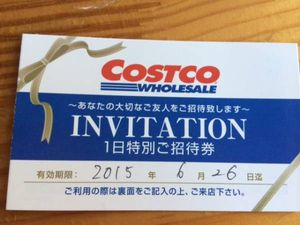 COSTCO
WHOLESALE
～あなたの大切なご友人をご招待致します～
INVITATION
1日特別ご招待券
有効期限: 2015 年 6 月 26 日迄
ご利用の際は裏面をご記入の上、ご来店下さい。